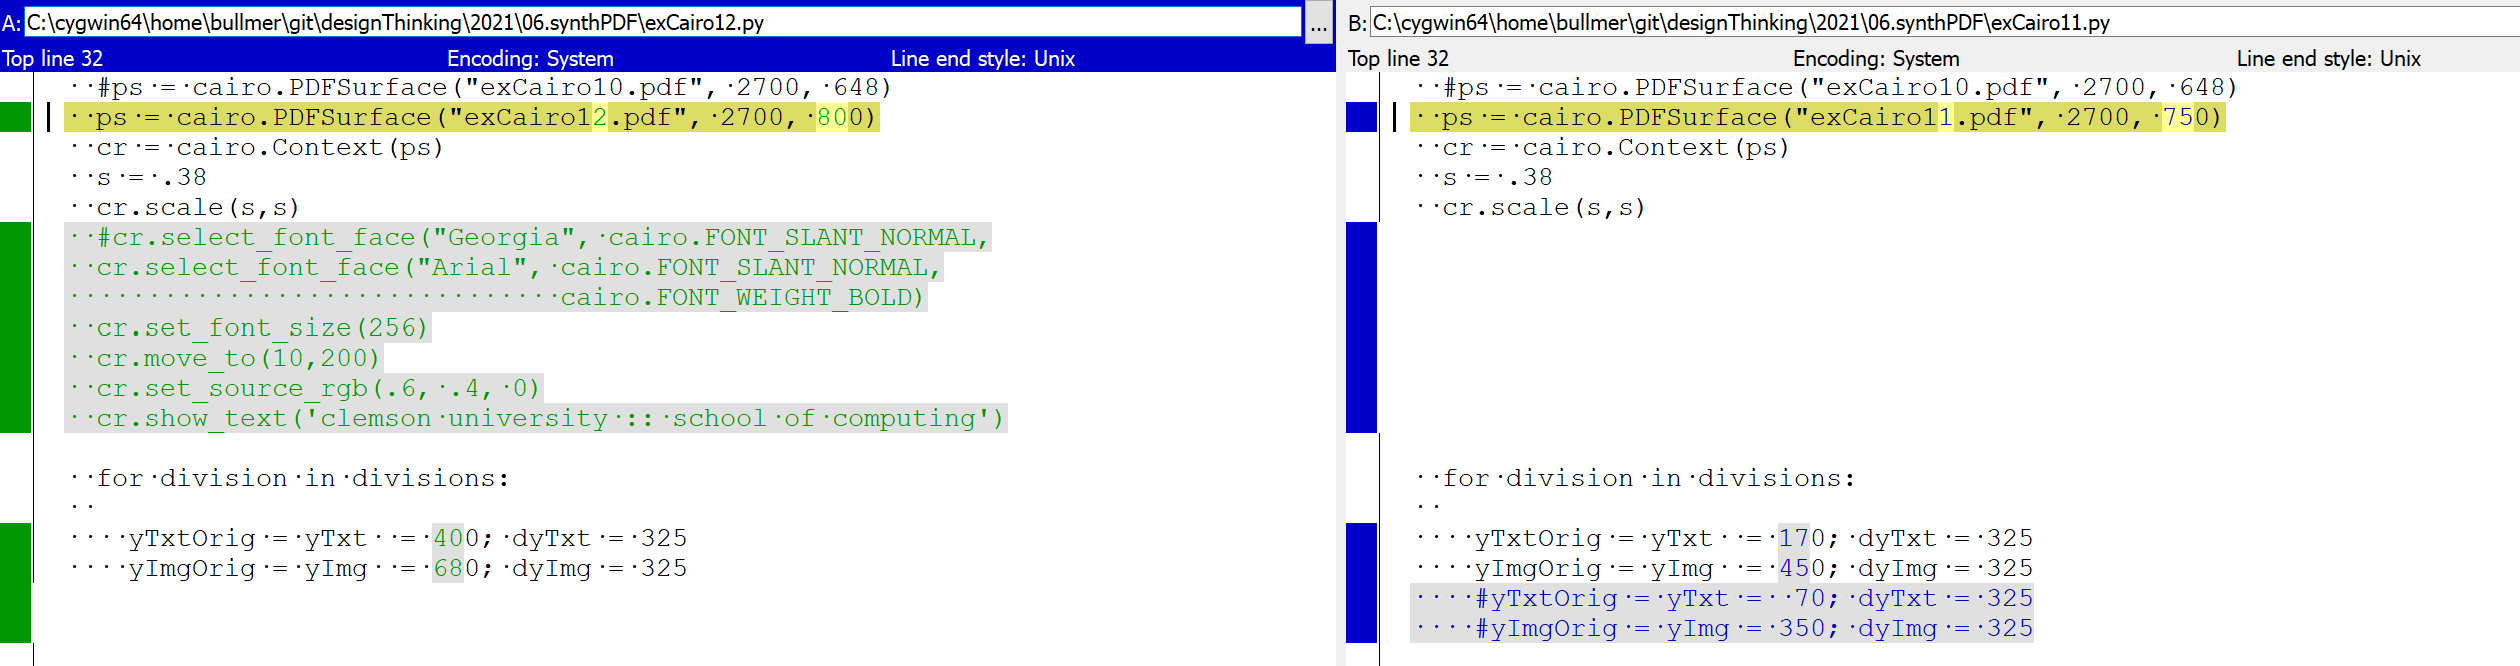 A: C:\cygwin64\home\bullmer\git\designThinking\2021\06.synthPDF\exCairo12.py ...
Top line 32 Encoding: System Line end style: Unix
··#ps·=·cairo.PDFSurface("exCairo10.pdf",·2700,·648)
··ps·=·cairo.PDFSurface("exCairo12.pdf",·2700,·800)
··cr·=·cairo.Context(ps)
··s·=·.38
··cr.scale(s,s)
··#cr.select_font_face("Georgia",·cairo.FONT_SLANT_NORMAL,
··cr.select_font_face("Arial",·cairo.FONT_SLANT_NORMAL,
·······························cairo.FONT_WEIGHT_BOLD)
··cr.set_font_size(256)
··cr.move_to(10,200)
··cr.set_source_rgb(.6,·.4,·0)
··cr.show_text('clemson·university·::·school·of·computing')
··for·division·in·divisions:
··
····yTxtOrig·=·yTxt··=·400;·dyTxt·=·325
····yImgOrig·=·yImg··=·680;·dyImg·=·325
B: C:\cygwin64\home\bullmer\git\designThinking\2021\06.synthPDF\exCairo11.py
Top line 32 Encoding: System Line end style: Unix
··#ps·=·cairo.PDFSurface("exCairo10.pdf",·2700,·648)
··ps·=·cairo.PDFSurface("exCairo11.pdf",·2700,·750)
··cr·=·cairo.Context(ps)
··s·=·.38
··cr.scale(s,s)
··for·division·in·divisions:
··
····yTxtOrig·=·yTxt··=·170;·dyTxt·=·325
····yImgOrig·=·yImg··=·450;·dyImg·=·325
····#yTxtOrig·=·yTxt·=··70;·dyTxt·=·325
····#yImgOrig·=·yImg·=·350;·dyImg·=·325